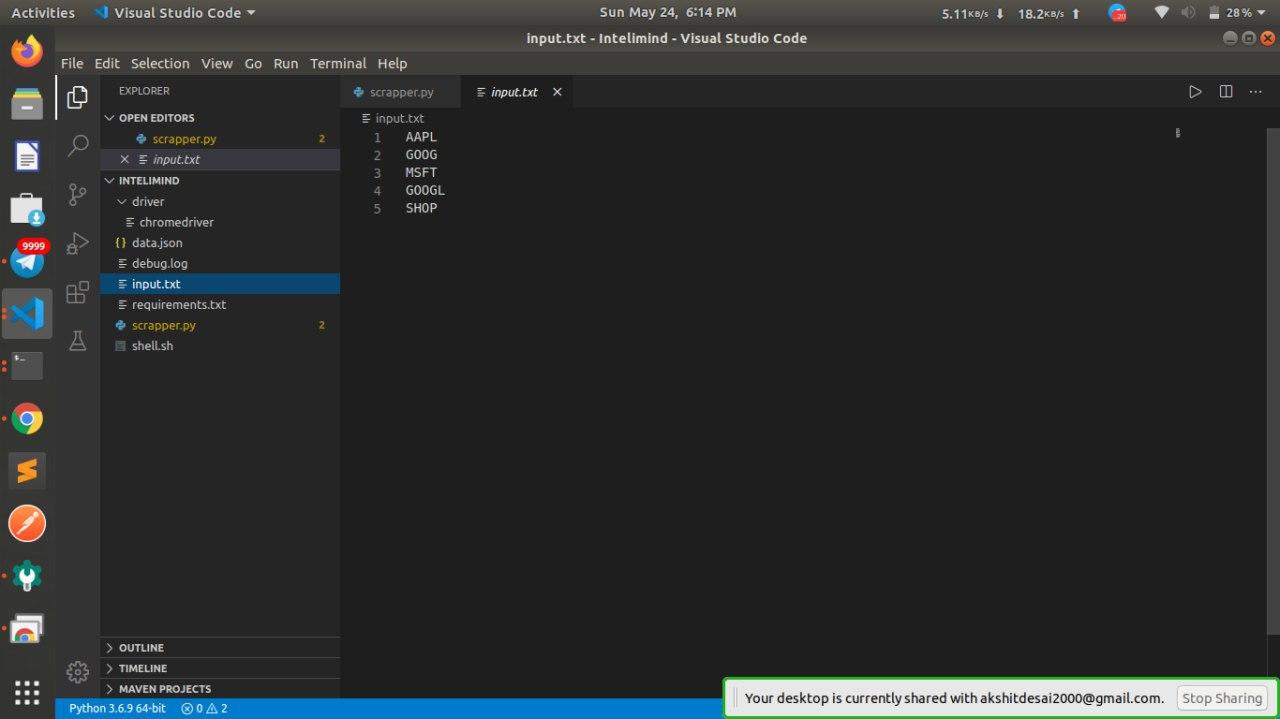 Activities Visual Studio Code Sun May 24, 6:14 PM 5.11KB/s 18.2KB/s 28%
input.txt - Intelimind - Visual Studio Code
File Edit Selection View Go Run Terminal Help
EXPLORER
scrapper.py input.txt
OPEN EDITORS
scrapper.py 2
input.txt
INTELIMIND
driver
chromedriver
data.json
debug.log
input.txt
requirements.txt
scrapper.py 2
shell.sh
OUTLINE
TIMELINE
MAVEN PROJECTS
input.txt
1 AAPL
2 GOOG
3 MSFT
4 GOOGL
5 SHOP
9999
Python 3.6.9 64-bit 0 2
Your desktop is currently shared with akshitdesai2000@gmail.com. Stop Sharing